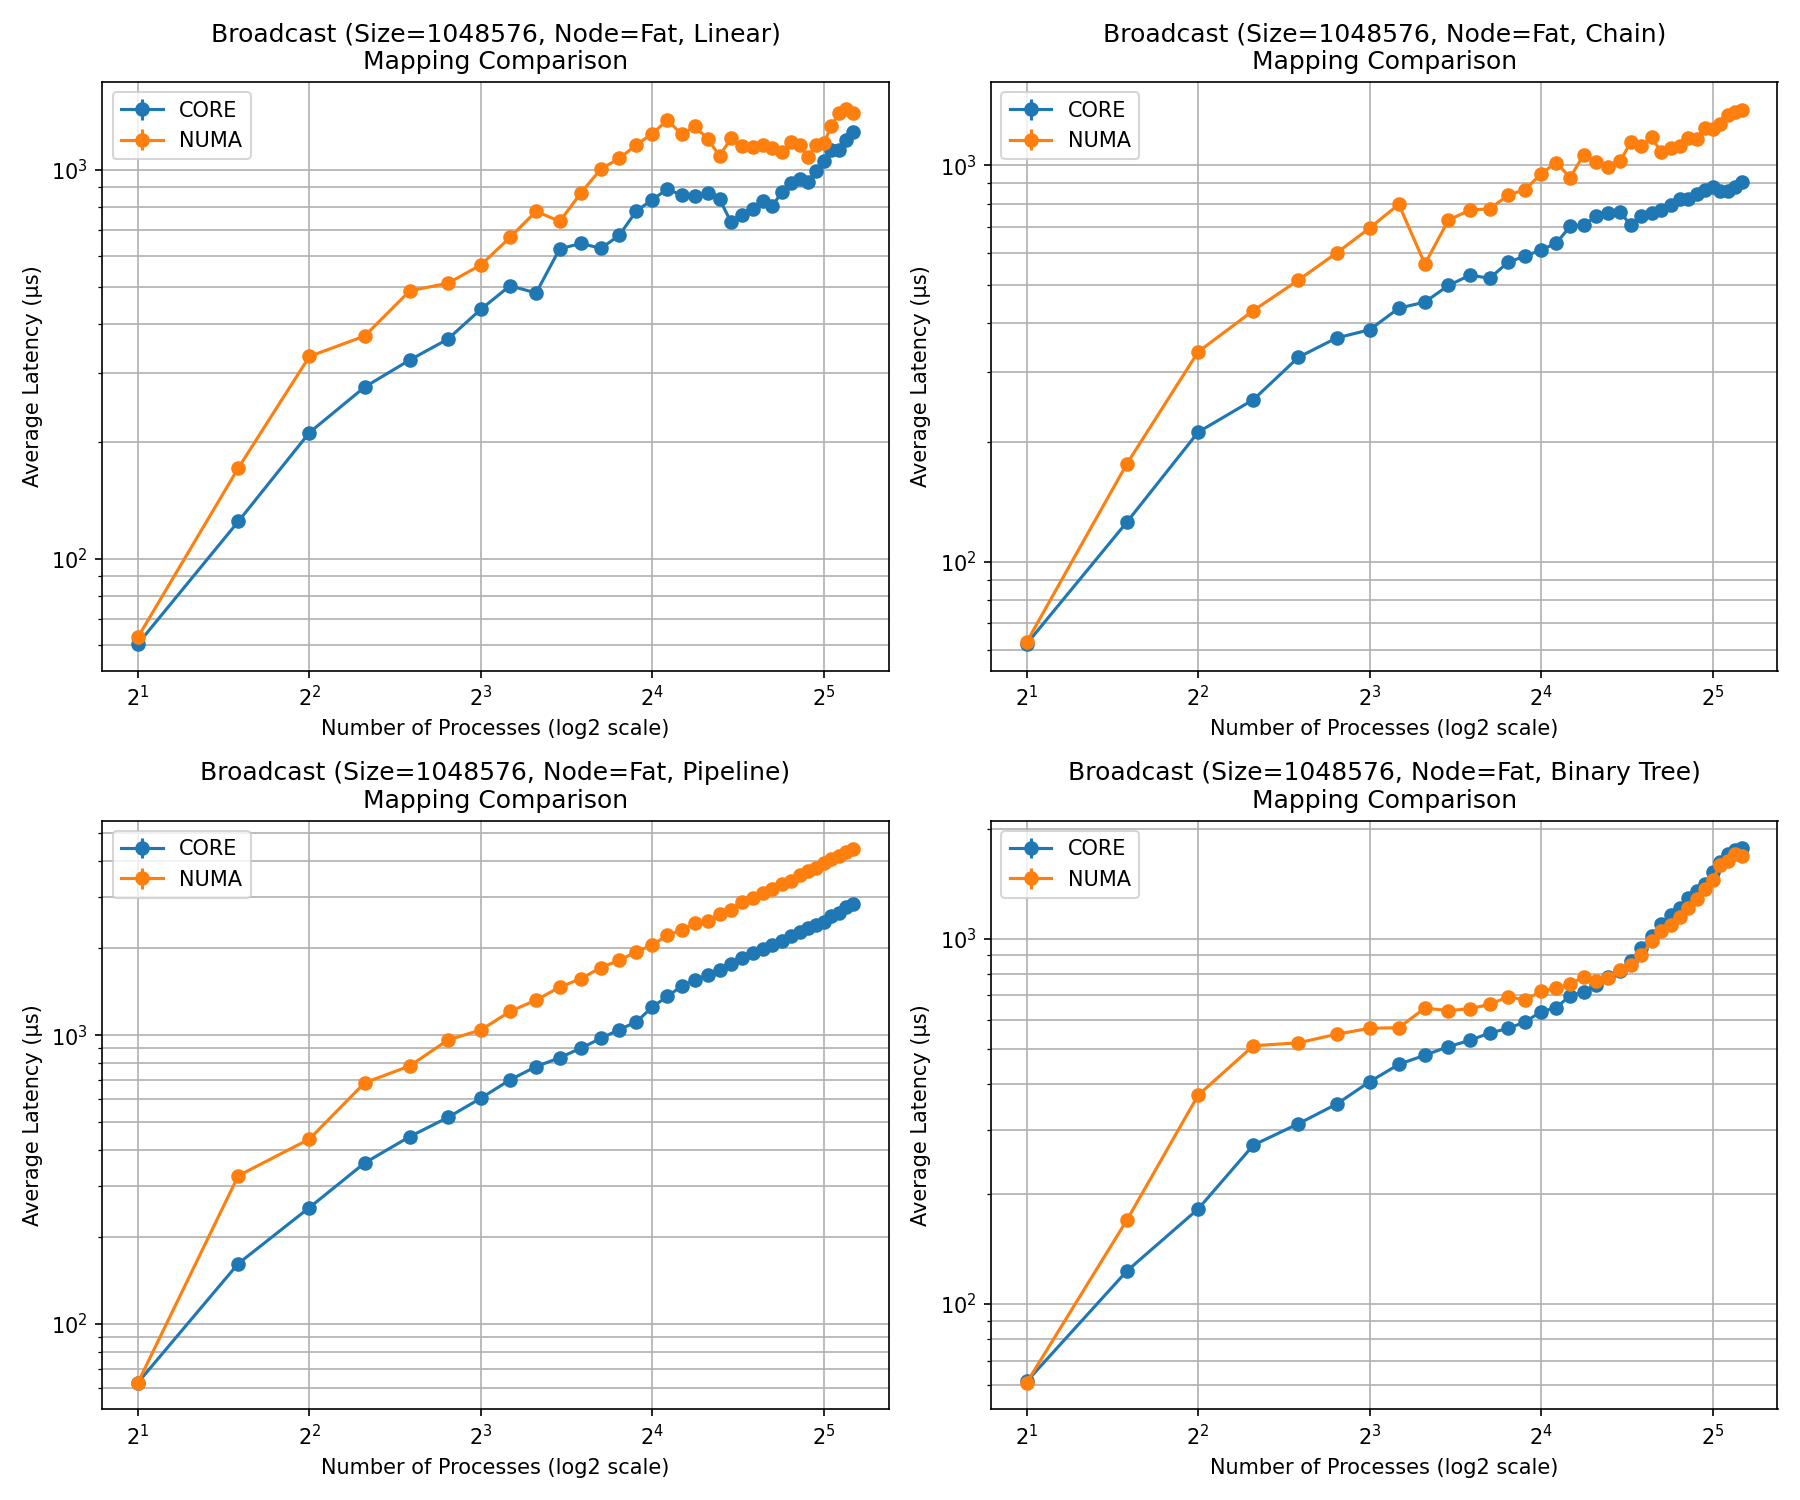 Broadcast (Size=1048576, Node=Fat, Linear)
Mapping Comparison
CORE
NUMA
10³
10²
Average Latency (μs)
2¹ 2² 2³ 2⁴ 2⁵
Number of Processes (log2 scale)
Broadcast (Size=1048576, Node=Fat, Chain)
Mapping Comparison
CORE
NUMA
10³
10²
Average Latency (μs)
2¹ 2² 2³ 2⁴ 2⁵
Number of Processes (log2 scale)
Broadcast (Size=1048576, Node=Fat, Pipeline)
Mapping Comparison
CORE
NUMA
10³
10²
Average Latency (μs)
2¹ 2² 2³ 2⁴ 2⁵
Number of Processes (log2 scale)
Broadcast (Size=1048576, Node=Fat, Binary Tree)
Mapping Comparison
CORE
NUMA
10³
10²
Average Latency (μs)
2¹ 2² 2³ 2⁴ 2⁵
Number of Processes (log2 scale)